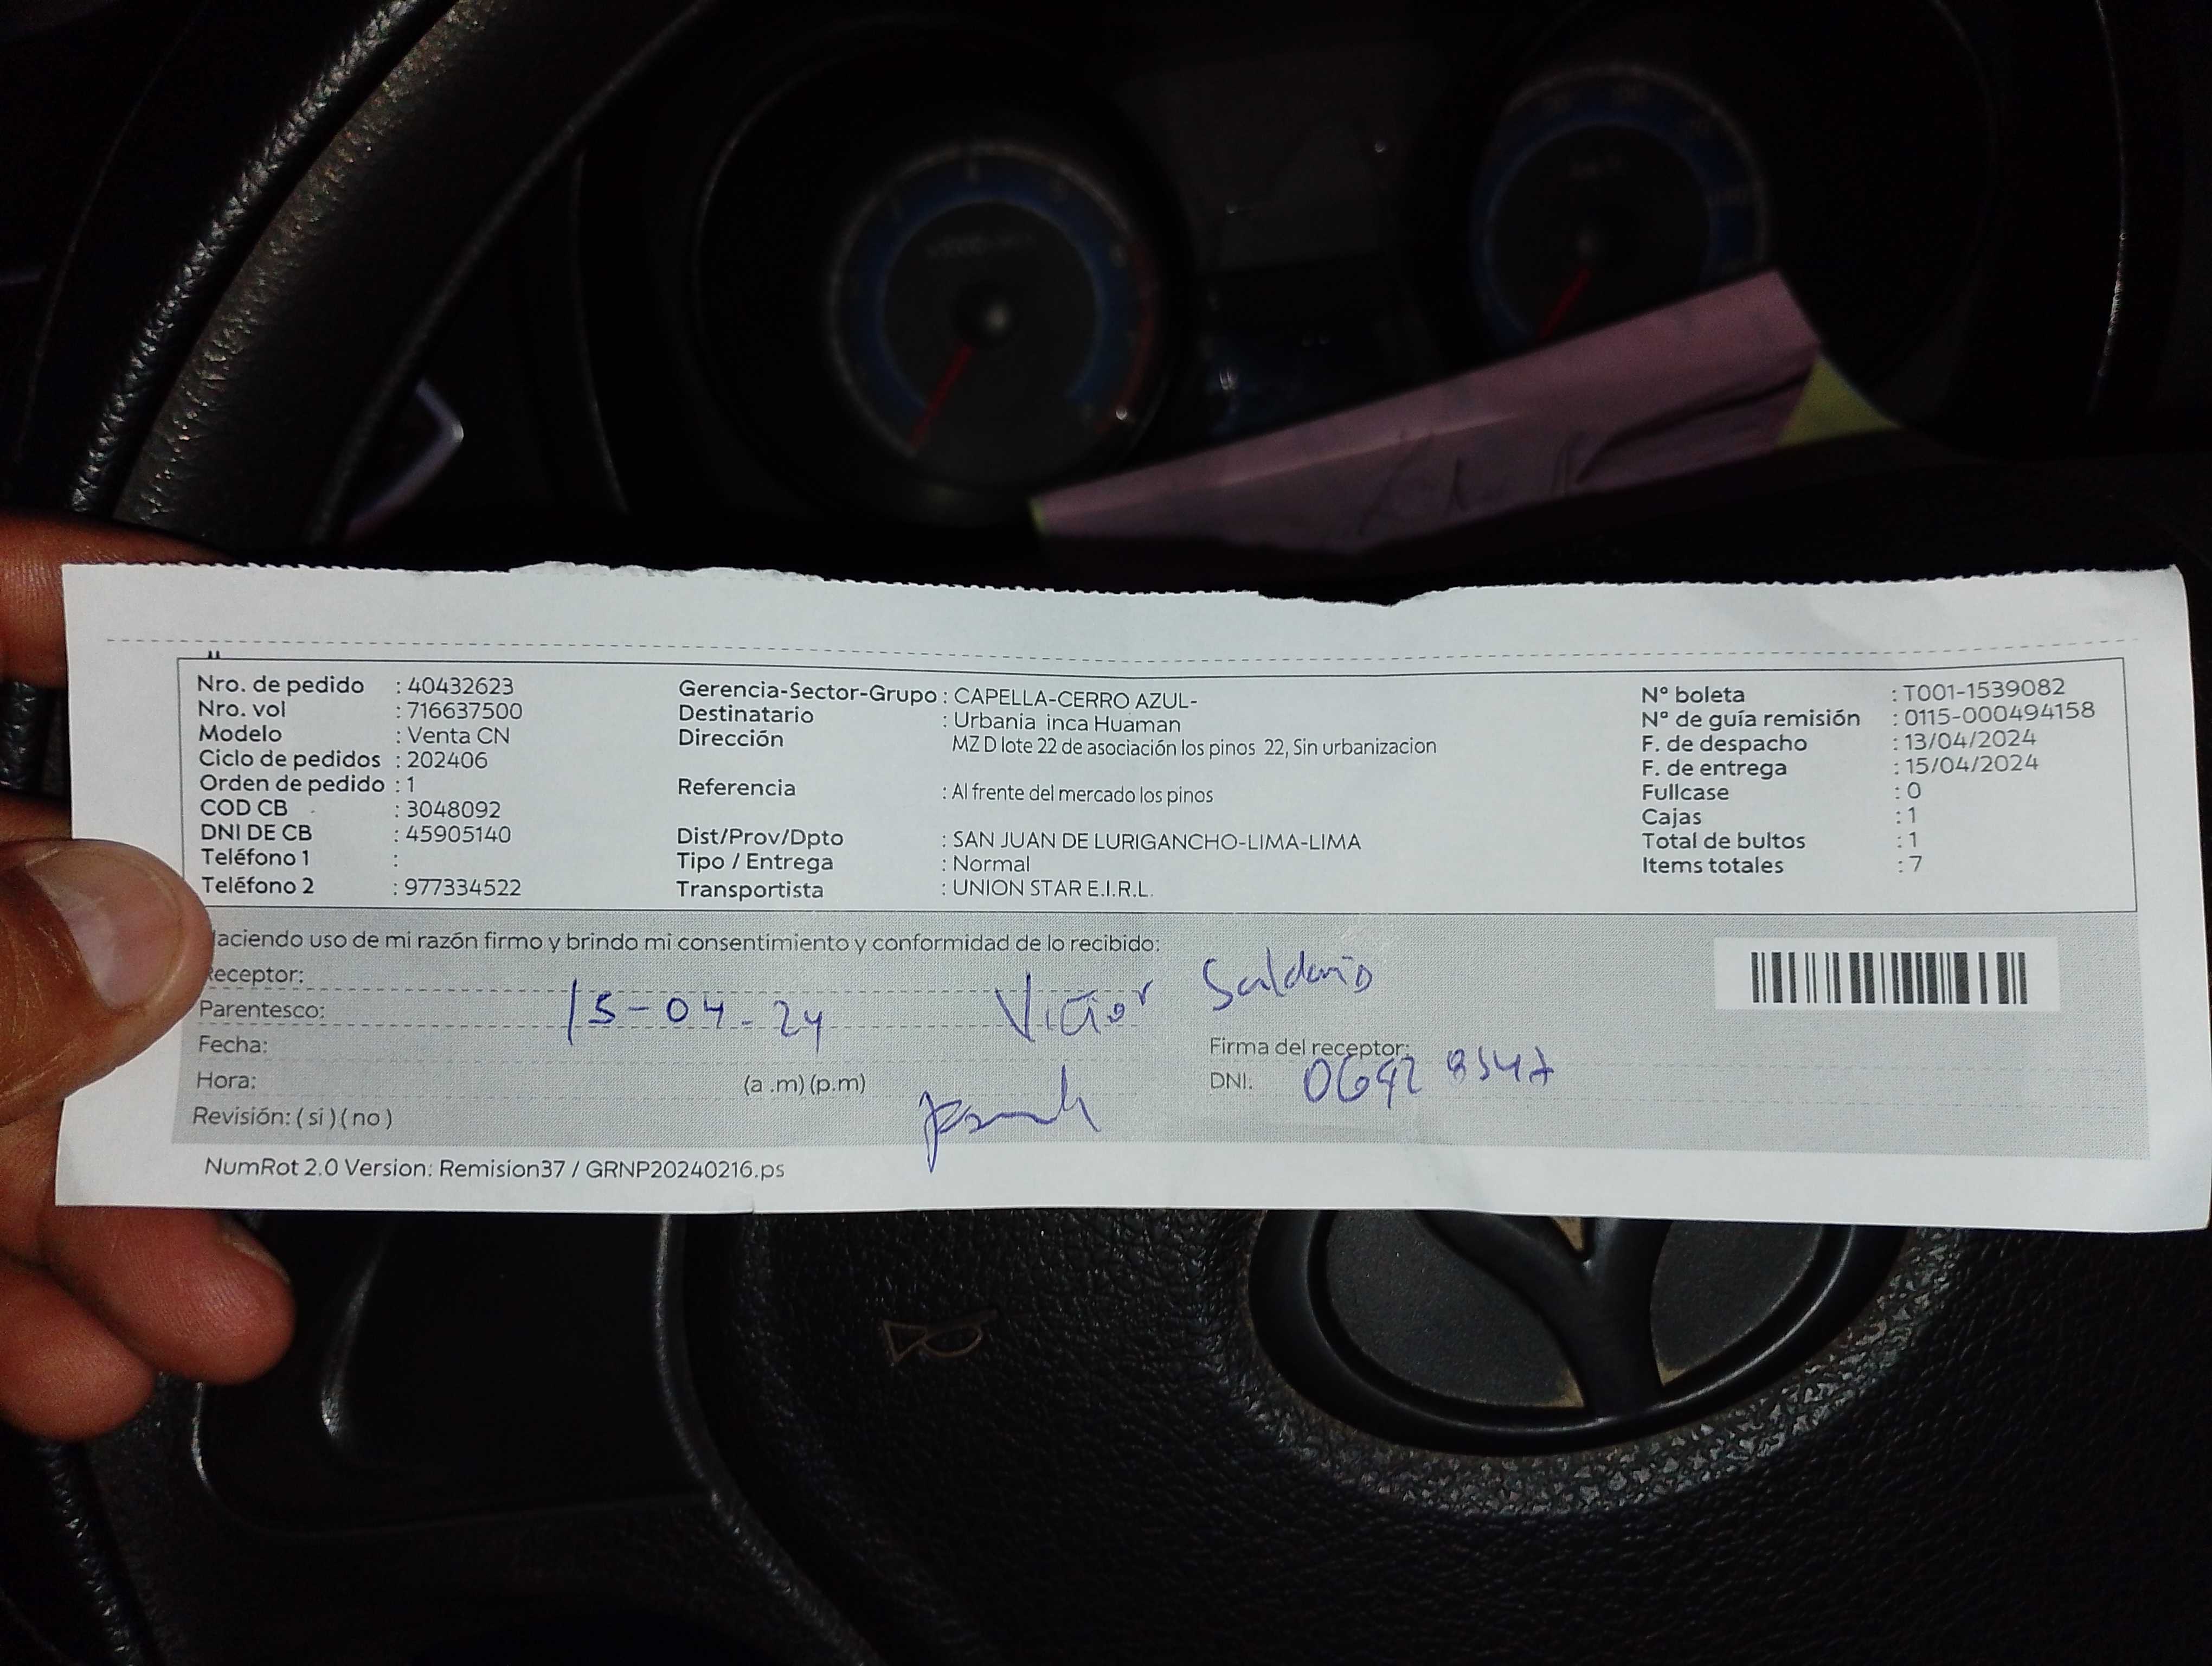 Nro. de pedido : 40432623
Nro. vol : 716637500
Modelo : Venta CN
Ciclo de pedidos : 202406
Orden de pedido : 1
COD CB : 3048092
DNI DE CB : 45905140
Teléfono 1 :
Teléfono 2 : 977334522
Gerencia-Sector-Grupo : CAPELLA-CERRO AZUL-
Destinatario : Urbania inca Huaman
Dirección MZ D lote 22 de asociación los pinos 22, Sin urbanizacion
Referencia : Al frente del mercado los pinos
Dist/Prov/Dpto : SAN JUAN DE LURIGANCHO-LIMA-LIMA
Tipo / Entrega : Normal
Transportista : UNION STAR E.I.R.L.
N° boleta : T001-1539082
N° de guía remisión : 0115-000494158
F. de despacho : 13/04/2024
F. de entrega : 15/04/2024
Fullcase : 0
Cajas : 1
Total de bultos : 1
Items totales : 7
Haciendo uso de mi razón firmo y brindo mi consentimiento y conformidad de lo recibido:
Receptor:
Parentesco: 15-04-24 Victor
Fecha:
Hora: (a .m) (p.m)
Revisión: ( si ) ( no )
Firma del receptor:
DNI:
NumRot 2.0 Version: Remision37 / GRNP20240216.ps